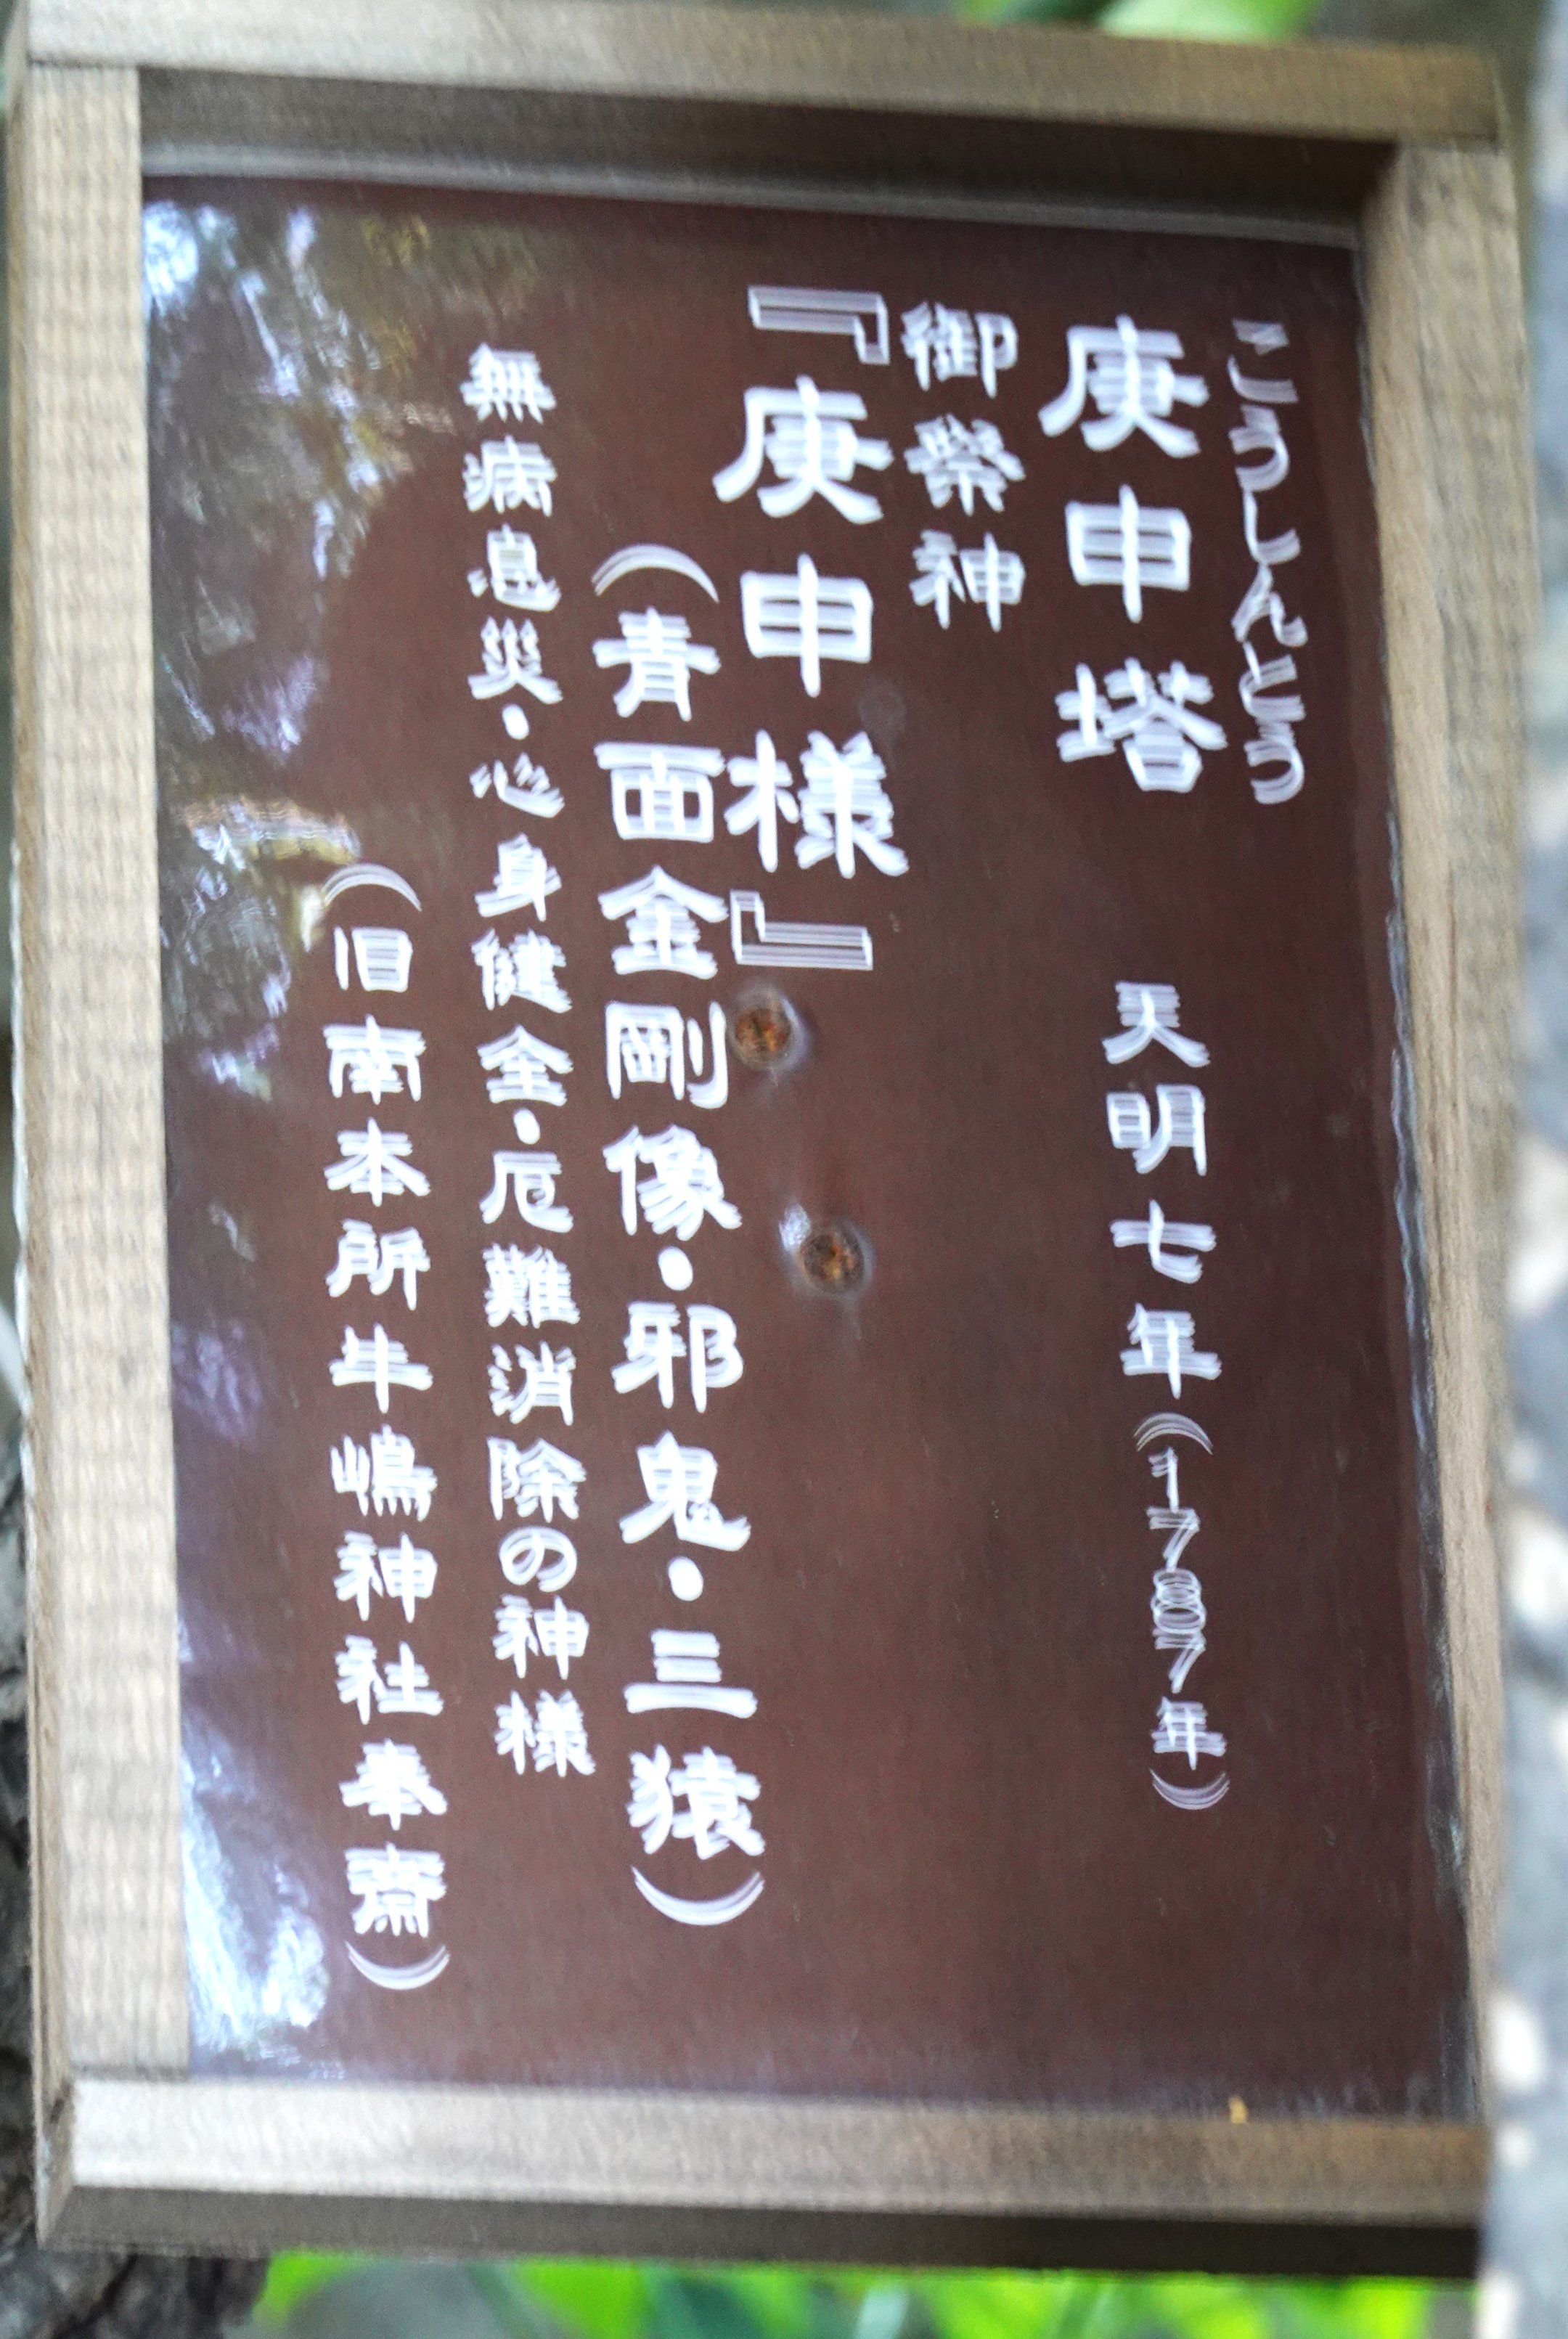 こうしんとう
庚申塔　天明七年（1787年）
御祭神
『庚申様』
（青面金剛像・邪鬼・三猿）
無病息災・心身健全・厄難消除の神様
（旧南本所牛嶋神社奉齋）